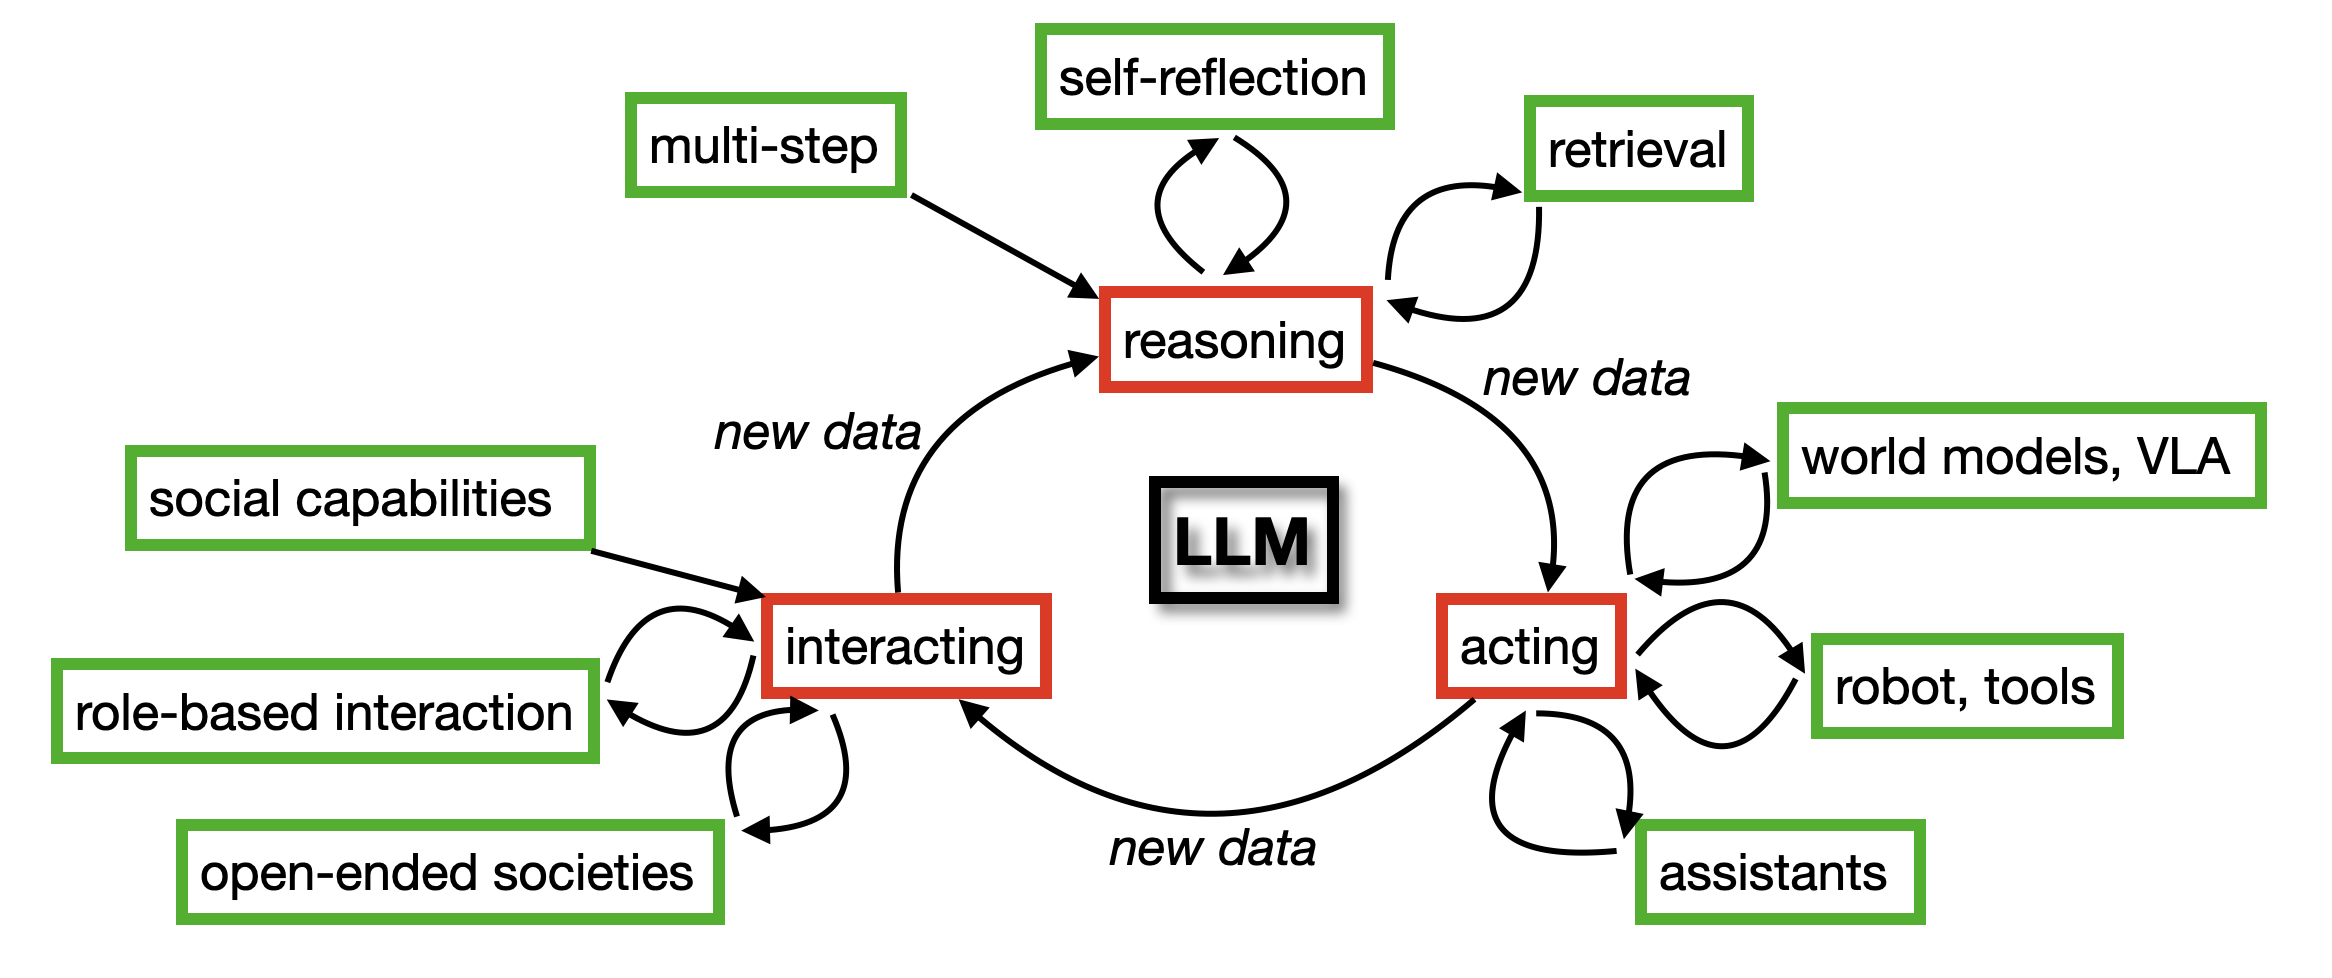 self-reflection
multi-step
retrieval
reasoning
new data
new data
world models, VLA
social capabilities
LLM
interacting
acting
robot, tools
role-based interaction
new data
open-ended societies
assistants